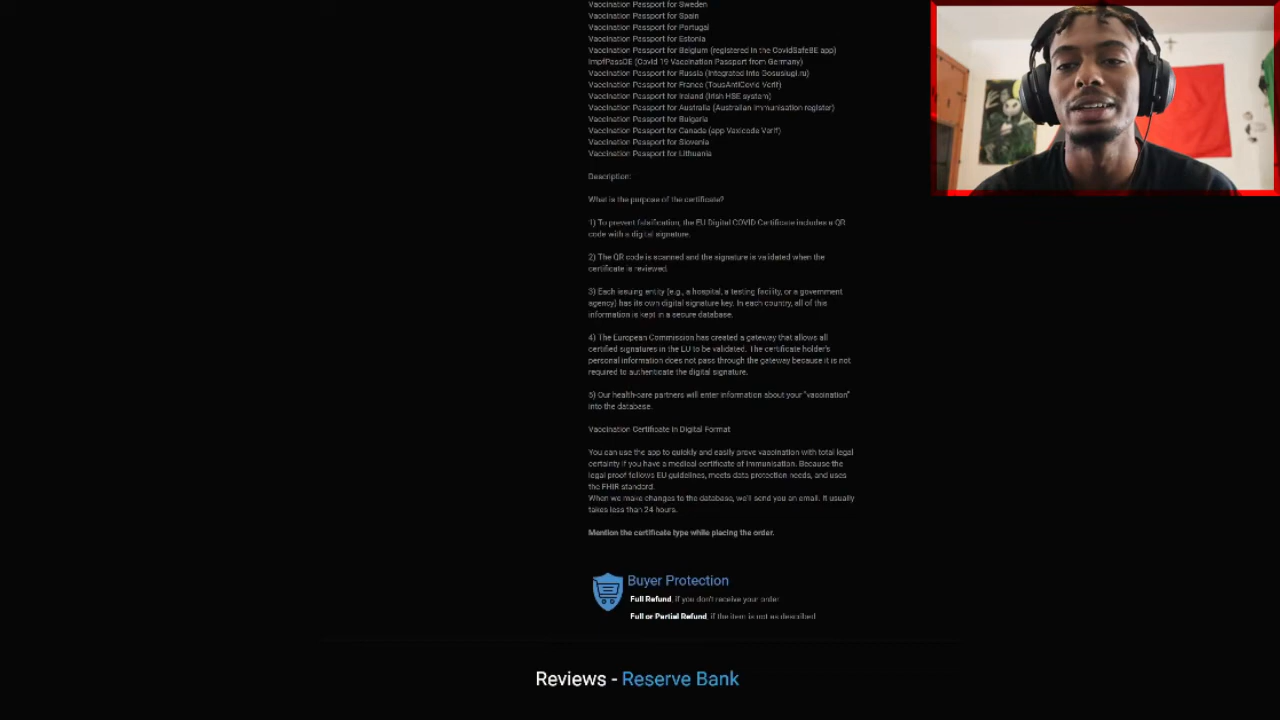 Vaccination Passport for Sweden
Vaccination Passport for Spain
Vaccination Passport for Portugal
Vaccination Passport for Estonia
Vaccination Passport for Belgium (registered in the CovidSafeBE app)
ImpfPassDE (Covid 19 Vaccination Passport from Germany)
Vaccination Passport for Russia (Integrated into Gosuslugi.ru)
Vaccination Passport for France (TousAntiCovid Verif)
Vaccination Passport for Ireland (Irish HSE system)
Vaccination Passport for Australia (Australian Immunisation register)
Vaccination Passport for Bulgaria
Vaccination Passport for Canada (app Vaxicode Verif)
Vaccination Passport for Slovenia
Vaccination Passport for Lithuania
Description:
What is the purpose of the certificate?
1) To prevent falsification, the EU Digital COVID Certificate includes a QR
code with a digital signature.
2) The QR code is scanned and the signature is validated when the
certificate is reviewed.
3) Each issuing entity (e.g., a hospital, a testing facility, or a government
agency) has its own digital signature key. In each country, all of this
information is kept in a secure database.
4) The European Commission has created a gateway that allows all
certified signatures in the EU to be validated. The certificate holder's
personal information does not pass through the gateway because it is not
required to authenticate the digital signature.
5) Our health-care partners will enter information about your "vaccination"
into the database.
Vaccination Certificate in Digital Format
You can use the app to quickly and easily prove vaccination with total legal
certainty if you have a medical certificate of immunisation. Because the
legal proof follows EU guidelines, meets data protection needs, and uses
the FHIR standard.
When we make changes to the database, we'll send you an email. It usually
takes less than 24 hours.
Mention the certificate type while placing the order.
Buyer Protection
Full Refund, if you don't receive your order
Full or Partial Refund, if the item is not as described
Reviews - Reserve Bank